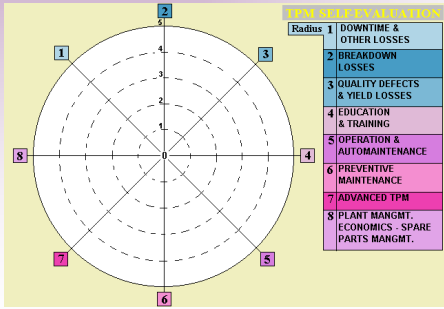 TPM SELF EVALUATION
Radius
1 DOWNTIME &
OTHER LOSSES
2 BREAKDOWN
LOSSES
3 QUALITY DEFECTS
& YIELD LOSSES
4 EDUCATION
& TRAINING
5 OPERATION &
AUTOMAINTENANCE
6 PREVENTIVE
MAINTENANCE
7 ADVANCED TPM
8 PLANT MANGMT.
ECONOMICS - SPARE
PARTS MANGMT.
2
5
1
4
3
3
2
1
8
0
4
7
5
6